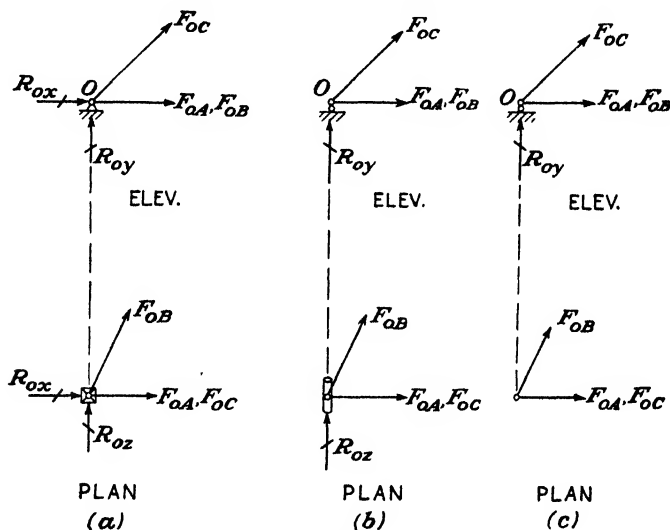 F_OC
F_OC
F_OC
R_ox
O
F_OA, F_OB
O
F_OA, F_OB
O
F_OA, F_OB
R_oy
R_oy
R_oy
ELEV.
ELEV.
ELEV.
F_OB
F_OB
F_OB
R_ox
F_OA, F_OC
F_OA, F_OC
F_OA, F_OC
R_oz
R_oz
PLAN
PLAN
PLAN
(a)
(b)
(c)